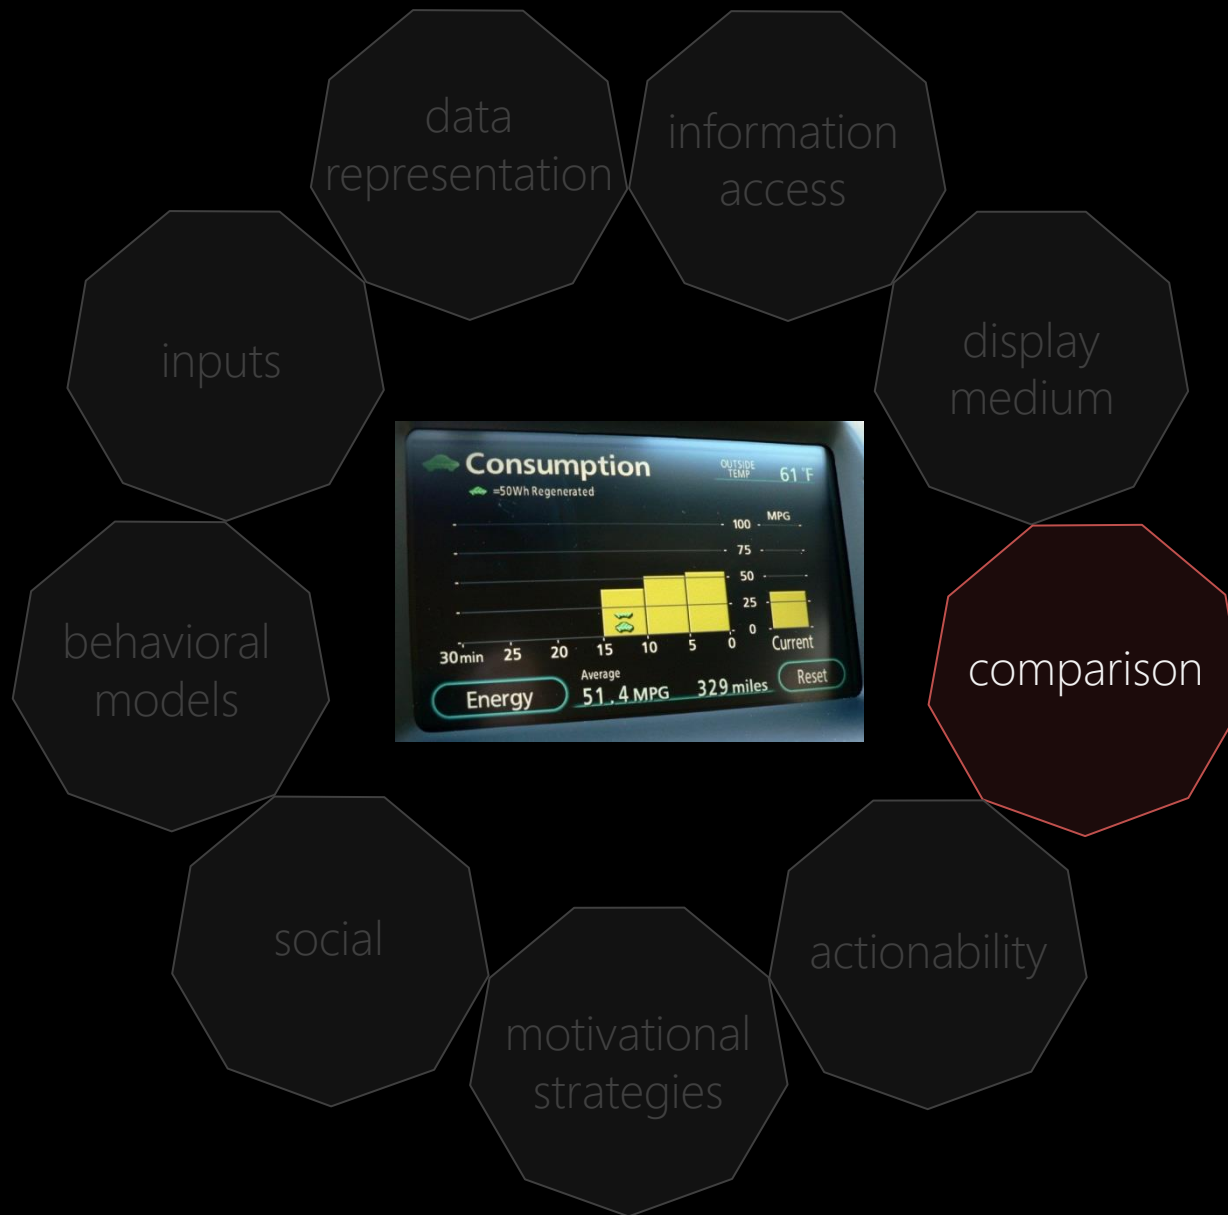 data
representation
information
access
inputs
display
medium
Consumption
OUTSIDE
TEMP
61°F
=50Wh Regenerated
MPG
100
75
50
25
0
30min 25 20 15 10 5 0
Current
Energy
Average
51.4 MPG 329 miles
Reset
behavioral
models
comparison
social
actionability
motivational
strategies